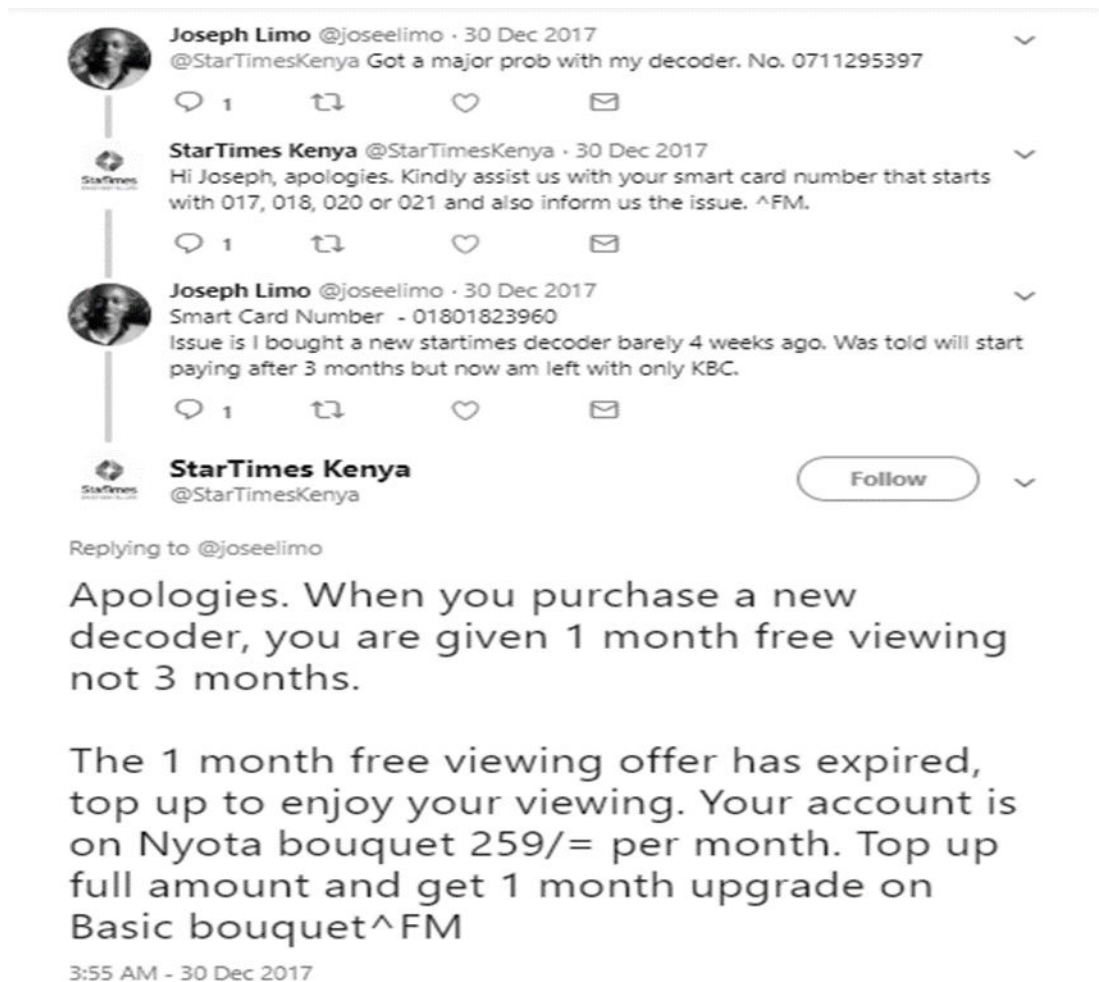 Joseph Limo @joseelimo · 30 Dec 2017
@StarTimesKenya Got a major prob with my decoder. No. 0711295397
1
StarTimes Kenya @StarTimesKenya · 30 Dec 2017
StarTimes
Hi Joseph, apologies. Kindly assist us with your smart card number that starts
with 017, 018, 020 or 021 and also inform us the issue. ^FM.
1
Joseph Limo @joseelimo · 30 Dec 2017
Smart Card Number - 01801823960
Issue is I bought a new startimes decoder barely 4 weeks ago. Was told will start
paying after 3 months but now am left with only KBC.
1
StarTimes Kenya
StarTimes
@StarTimesKenya
Follow
Replying to @joseelimo
Apologies. When you purchase a new
decoder, you are given 1 month free viewing
not 3 months.
The 1 month free viewing offer has expired,
top up to enjoy your viewing. Your account is
on Nyota bouquet 259/= per month. Top up
full amount and get 1 month upgrade on
Basic bouquet^FM
3:55 AM - 30 Dec 2017